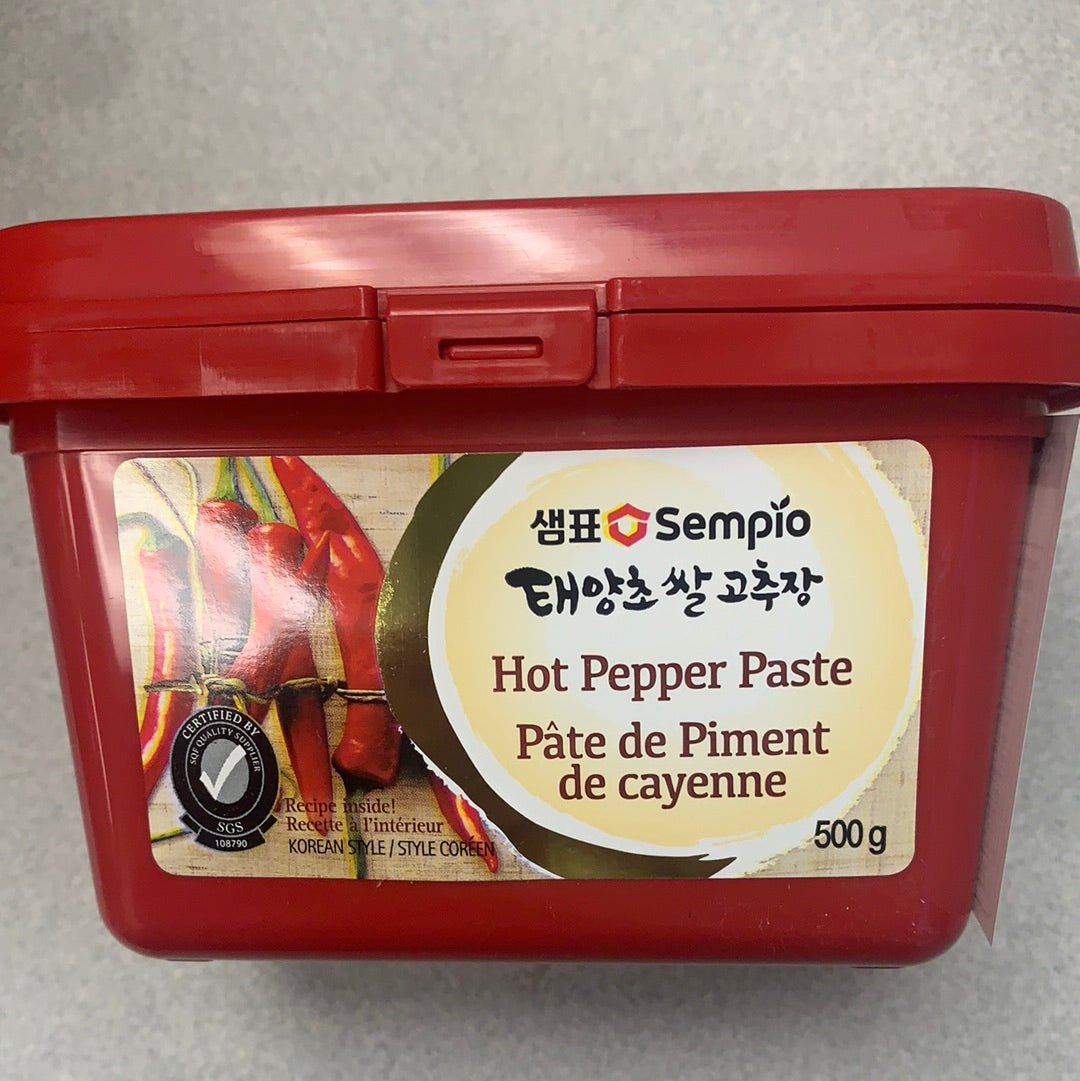 샘표 Sempio
태양초 쌀 고추장
Hot Pepper Paste
Pâte de Piment
de cayenne
500 g
CERTIFIED BY
SQF QUALITY SUPPLIER
SGS
108790
Recipe inside!
Recette à l'intérieur
KOREAN STYLE / STYLE CORÉEN